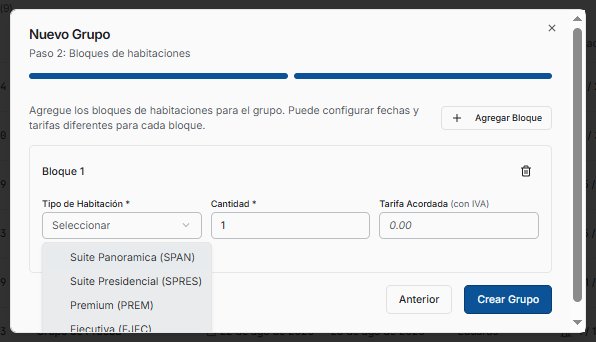 Nuevo Grupo
Paso 2: Bloques de habitaciones
Agregue los bloques de habitaciones para el grupo. Puede configurar fechas y
tarifas diferentes para cada bloque.
Agregar Bloque
Bloque 1
Tipo de Habitación *
Cantidad *
Tarifa Acordada (con IVA)
Seleccionar
1
0.00
Suite Panoramica (SPAN)
Suite Presidencial (SPRES)
Premium (PREM)
Ejecutiva (EJEC)
Anterior
Crear Grupo